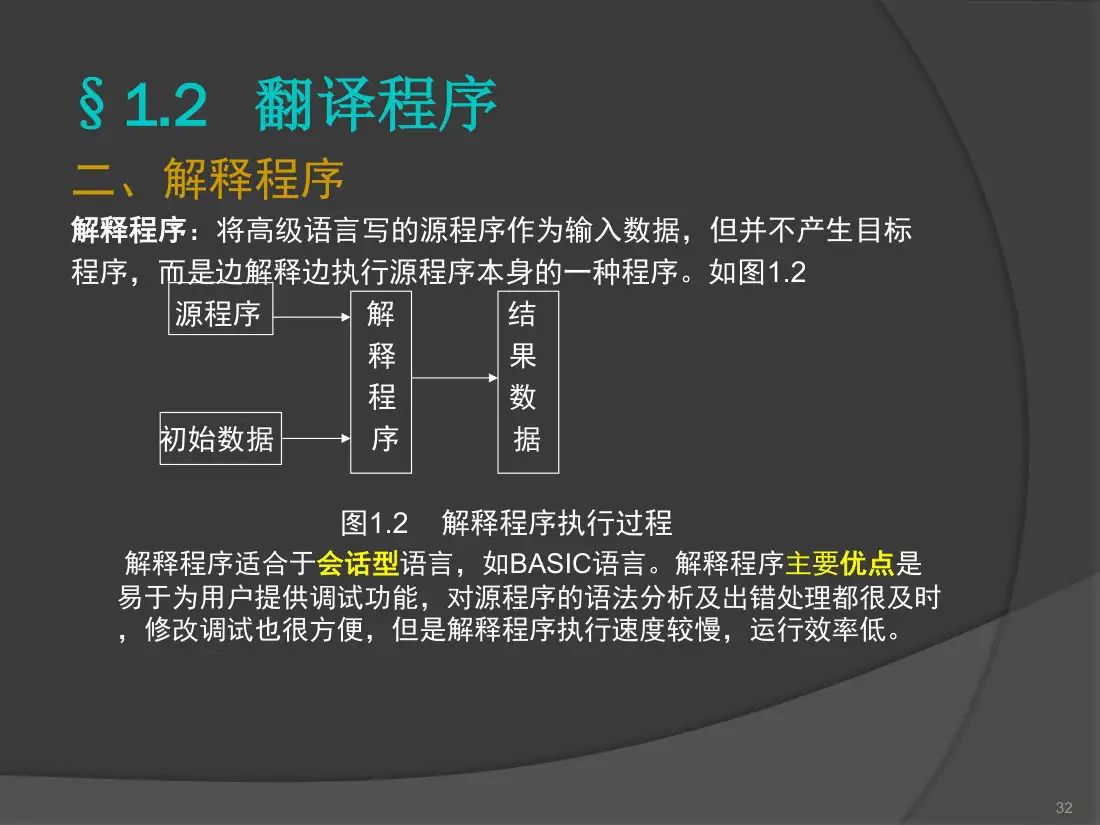 §1.2 翻译程序
二、解释程序
解释程序：将高级语言写的源程序作为输入数据，但并不产生目标
程序，而是边解释边执行源程序本身的一种程序。如图1.2
源程序
初始数据
解
释
程
序
结
果
数
据
图1.2 解释程序执行过程
解释程序适合于会话型语言，如BASIC语言。解释程序主要优点是
易于为用户提供调试功能，对源程序的语法分析及出错处理都很及时
，修改调试也很方便，但是解释程序执行速度较慢，运行效率低。
32